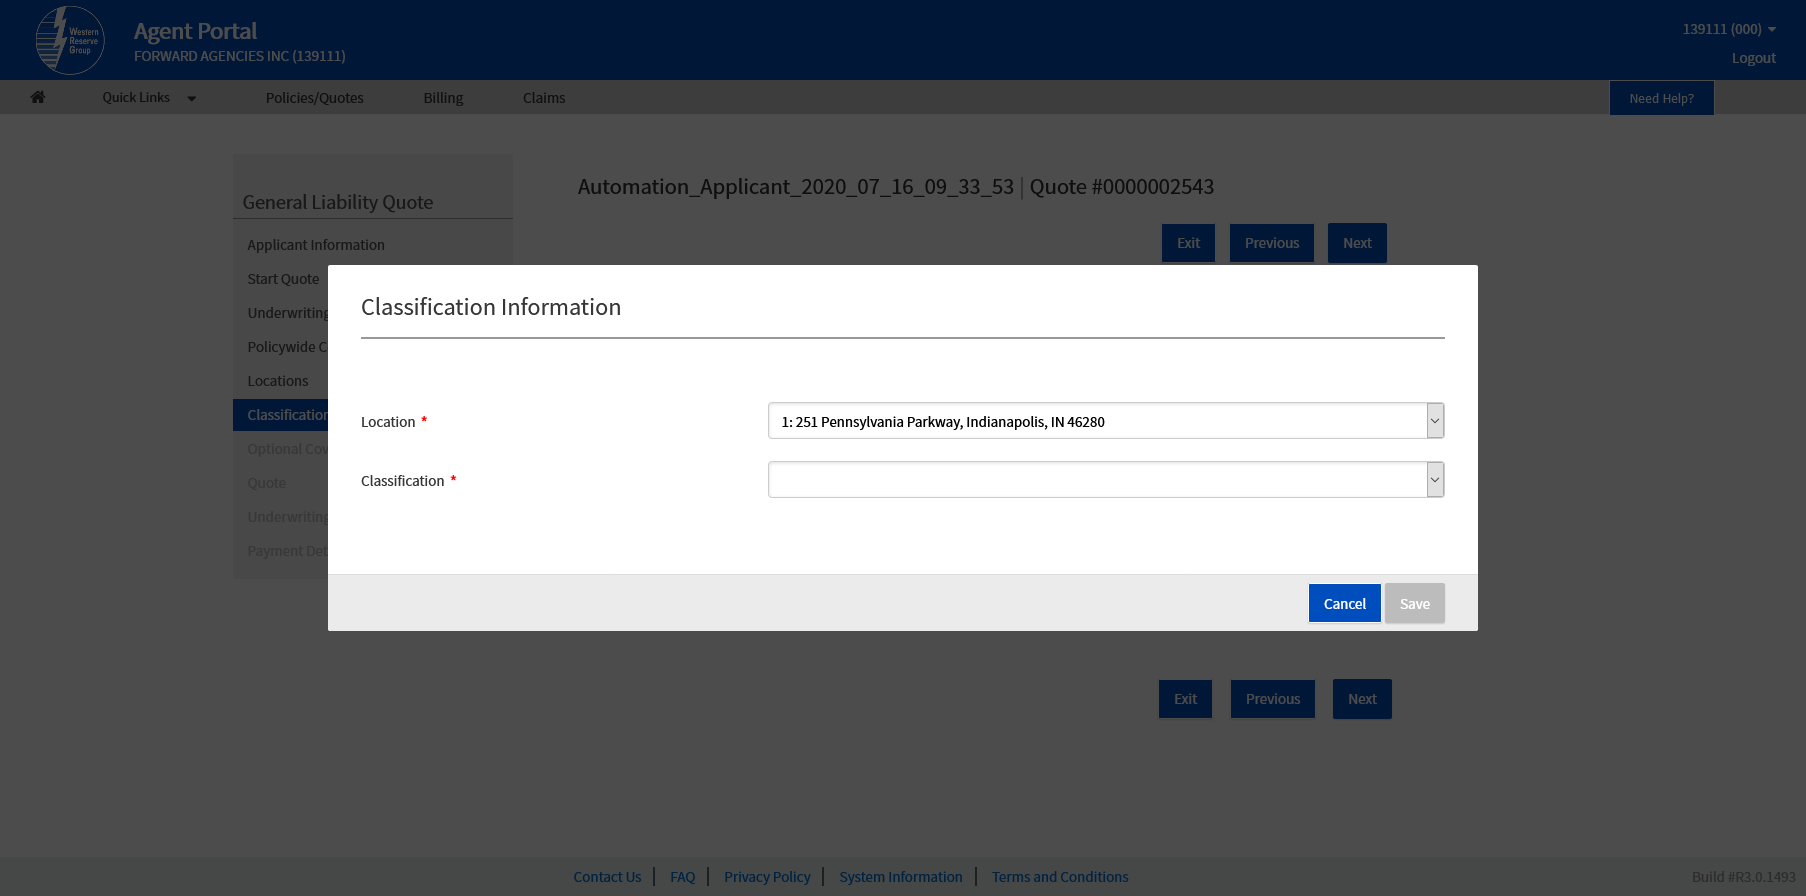 Western
Reserve
Group
Agent Portal
FORWARD AGENCIES INC (139111)
139111 (000)
Logout
Quick Links
Policies/Quotes
Billing
Claims
Need Help?
General Liability Quote
Applicant Information
Start Quote
Underwriting
Policywide C
Locations
Classification
Optional Cov
Quote
Underwriting
Payment Det
Automation_Applicant_2020_07_16_09_33_53 | Quote #0000002543
Exit Previous Next
Classification Information
Location * 1: 251 Pennsylvania Parkway, Indianapolis, IN 46280
Classification *
Cancel Save
Exit Previous Next
Contact Us | FAQ | Privacy Policy | System Information | Terms and Conditions
Build #R3.0.1493